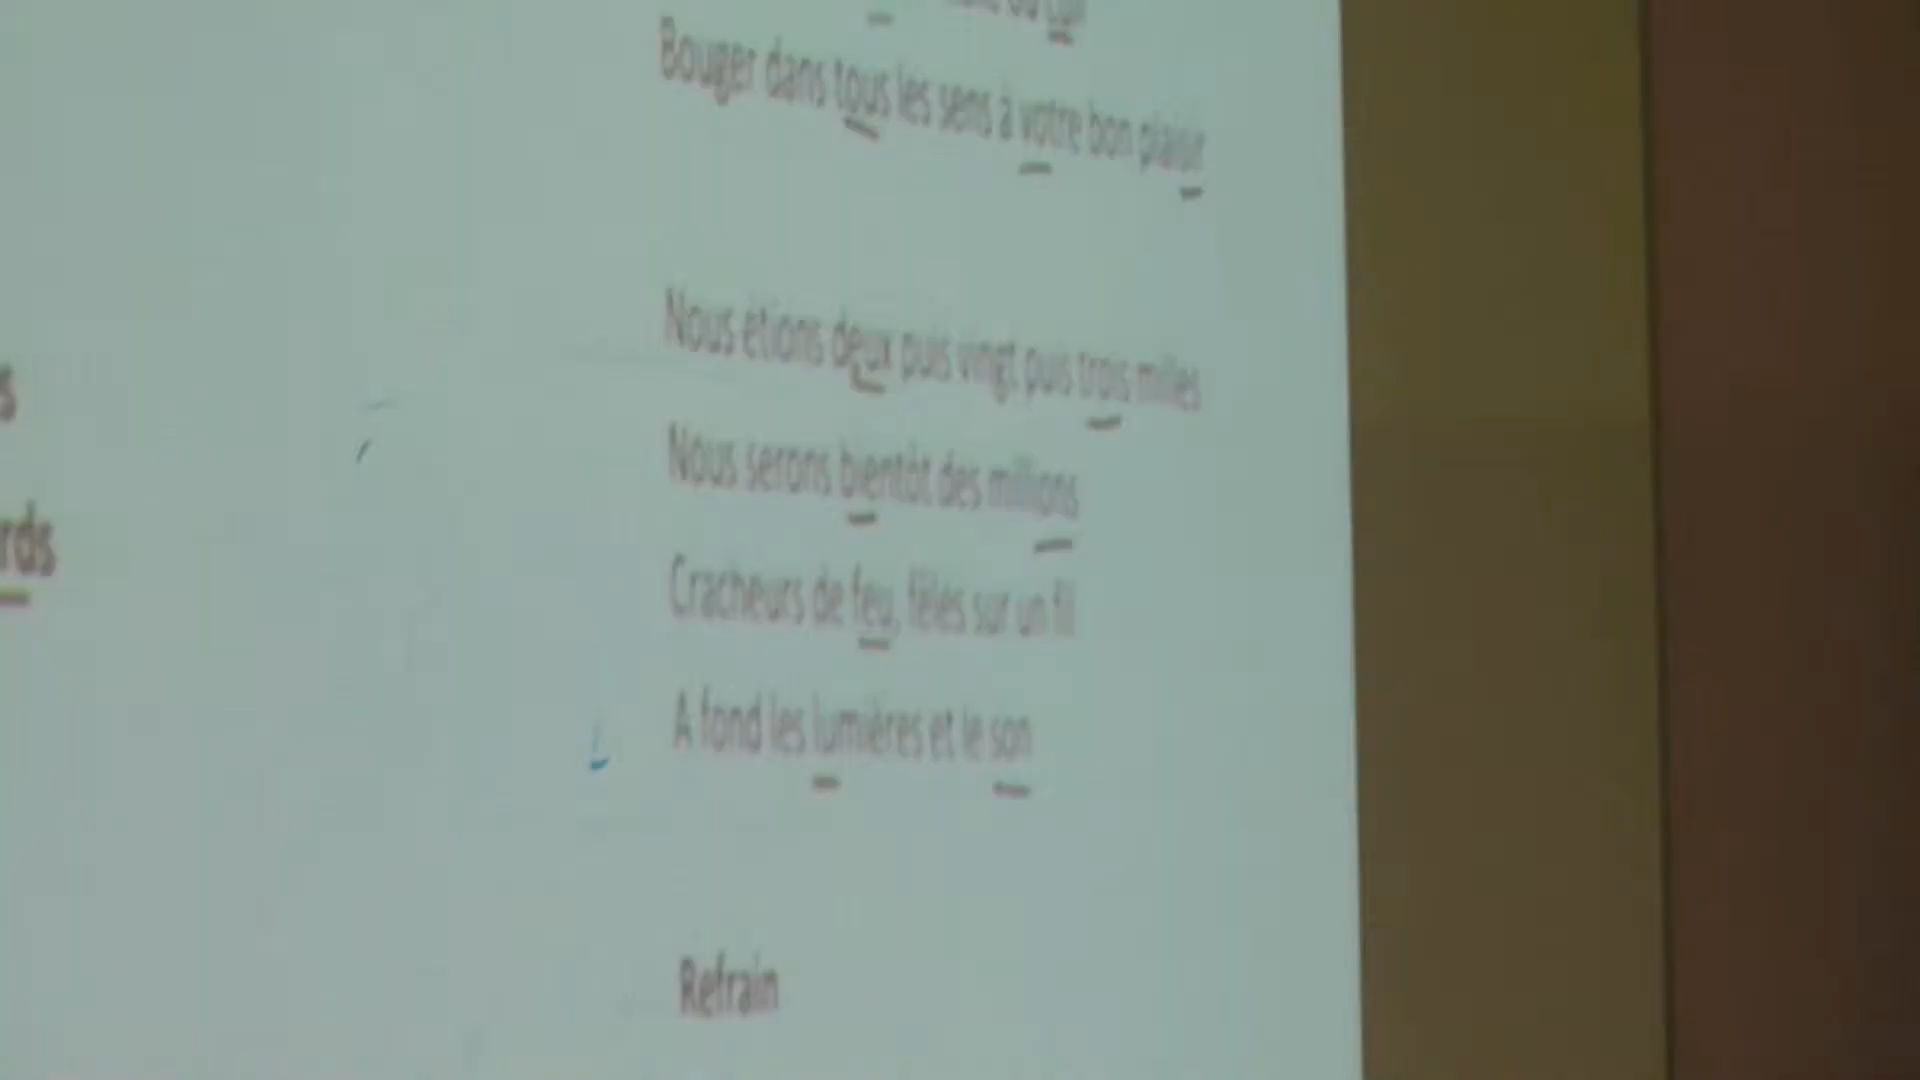 Bouger dans tous les sens à votre bon plaisir
Nous étions deux puis vingt puis trois milles
Nous serons bientôt des millions
Cracheurs de feu, fêlés sur un fil
A fond les lumières et le son
Refrain